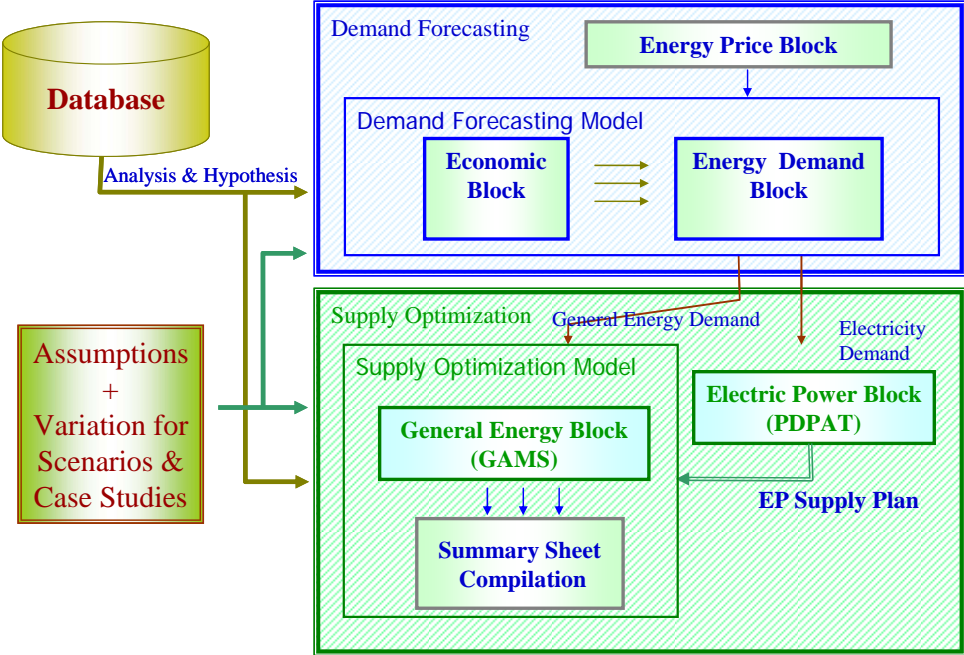 Demand Forecasting
Energy Price Block
Database
Demand Forecasting Model
Economic
Block
Energy Demand
Block
Analysis & Hypothesis
Supply Optimization
General Energy Demand
Electricity
Demand
Assumptions
+
Variation for
Scenarios &
Case Studies
Supply Optimization Model
Electric Power Block
(PDPAT)
General Energy Block
(GAMS)
EP Supply Plan
Summary Sheet
Compilation